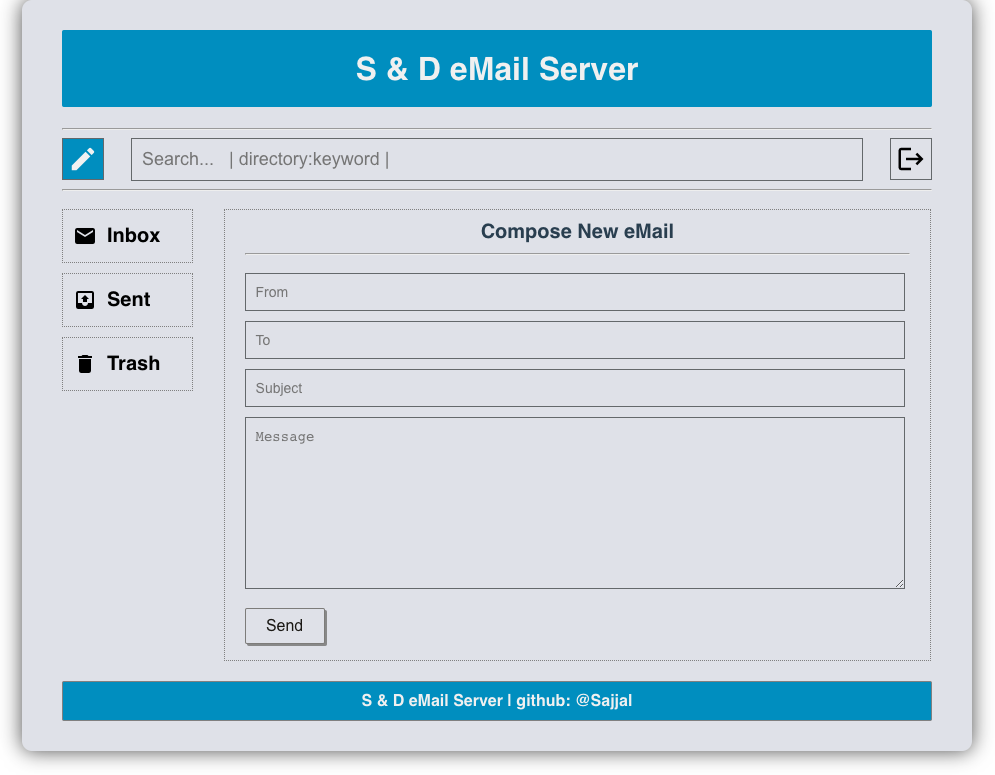 S & D eMail Server
Search... | directory:keyword |
Inbox
Sent
Trash
Compose New eMail
From
To
Subject
Message
Send
S & D eMail Server | github: @Sajjal